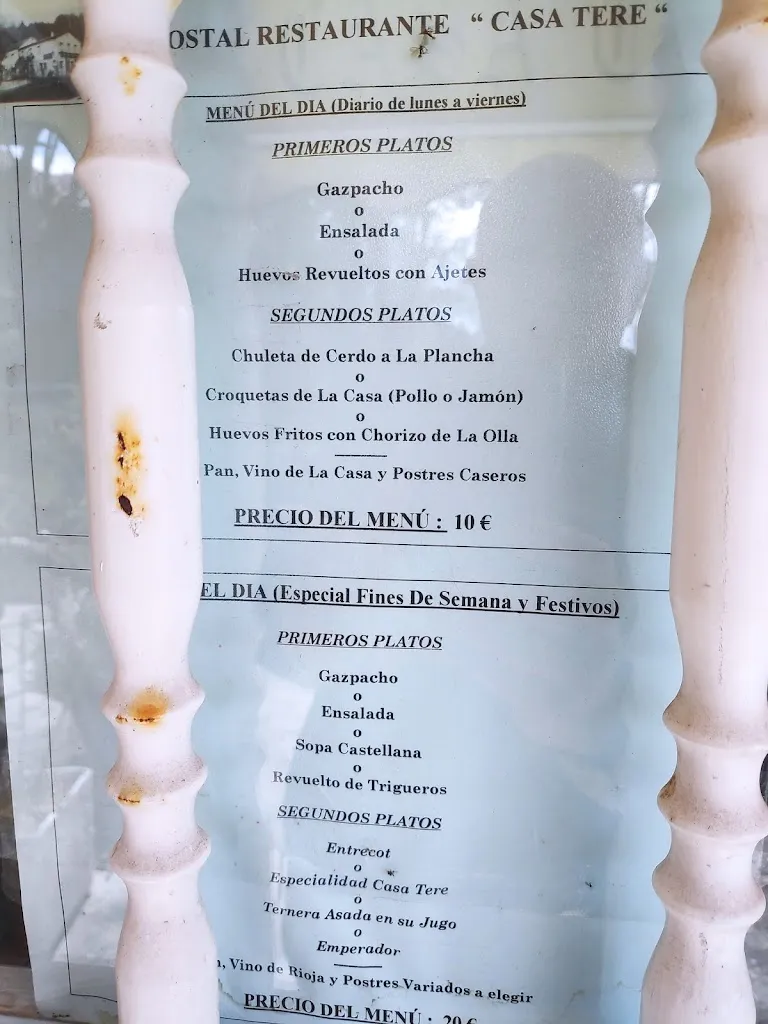 OSTAL RESTAURANTE “ CASA TERE “
MENÚ DEL DIA (Diario de lunes a viernes)
PRIMEROS PLATOS
Gazpacho
o
Ensalada
o
Huevos Revueltos con Ajetes
SEGUNDOS PLATOS
Chuleta de Cerdo a La Plancha
o
Croquetas de La Casa (Pollo o Jamón)
o
Huevos Fritos con Chorizo de La Olla
Pan, Vino de La Casa y Postres Caseros
PRECIO DEL MENÚ : 10 €
EL DIA (Especial Fines De Semana y Festivos)
PRIMEROS PLATOS
Gazpacho
o
Ensalada
o
Sopa Castellana
o
Revuelto de Trigueros
SEGUNDOS PLATOS
Entrecot
o
Especialidad Casa Tere
o
Ternera Asada en su Jugo
o
Emperador
, Vino de Rioja y Postres Variados a elegir
PRECIO DEL MENÚ : 20 €